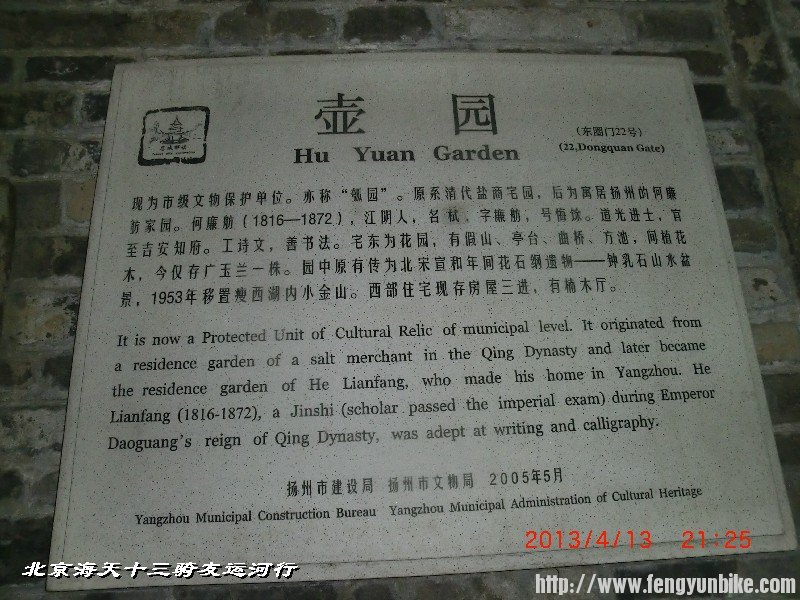 壶园
(东圈门22号)
Hu Yuan Garden
(22,Dongquan Gate)
现为市级文物保护单位。亦称“瓠园”。原系清代盐商宅园，后为寓居扬州的何廉
舫家园。何廉舫（1816—1872），江阴人，名栻，字廉舫，号悔馀。道光进士，官
至吉安知府。工诗文，善书法。宅东为花园，有假山、亭台、曲桥、方池，间植花
木，今仅存广玉兰一株。园中原有传为北宋宣和年间花石纲遗物——钟乳石山水盆
景，1953年移置瘦西湖内小金山。西部住宅现存房屋三进，有楠木厅。
It is now a Protected Unit of Cultural Relic of municipal level. It originated from
a residence garden of a salt merchant in the Qing Dynasty and later became
the residence garden of He Lianfang, who made his home in Yangzhou. He
Lianfang (1816-1872), a Jinshi (scholar passed the imperial exam) during Emperor
Daoguang's reign of Qing Dynasty, was adept at writing and calligraphy.
扬州市建设局 扬州市文物局 2005年5月
Yangzhou Municipal Construction Bureau Yangzhou Municipal Administration of Cultural Heritage
2013/4/13 21:25
北京海天十三骑友运河行
http://www.fengyunbike.com